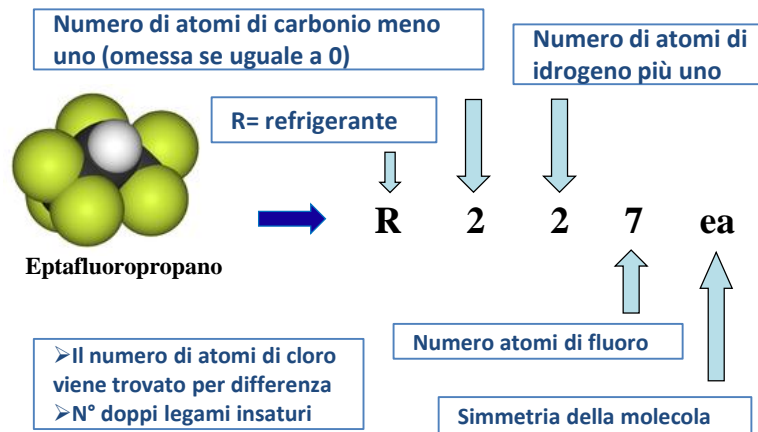 Numero di atomi di carbonio meno
uno (omessa se uguale a 0)
Numero di atomi di
idrogeno più uno
R= refrigerante
R 2 2 7 ea
Eptafluoropropano
Numero atomi di fluoro
➢Il numero di atomi di cloro
viene trovato per differenza
➢N° doppi legami insaturi
Simmetria della molecola